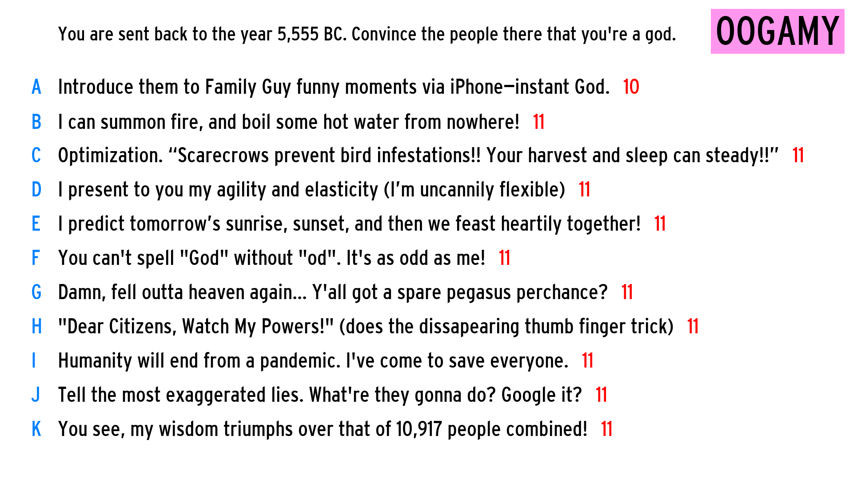 You are sent back to the year 5,555 BC. Convince the people there that you're a god.
OOGAMY
A Introduce them to Family Guy funny moments via iPhone—instant God. 10
B I can summon fire, and boil some hot water from nowhere! 11
C Optimization. “Scarecrows prevent bird infestations!! Your harvest and sleep can steady!!” 11
D I present to you my agility and elasticity (I’m uncannily flexible) 11
E I predict tomorrow’s sunrise, sunset, and then we feast heartily together! 11
F You can't spell "God" without "od". It's as odd as me! 11
G Damn, fell outta heaven again... Y'all got a spare pegasus perchance? 11
H "Dear Citizens, Watch My Powers!" (does the dissapearing thumb finger trick) 11
I Humanity will end from a pandemic. I've come to save everyone. 11
J Tell the most exaggerated lies. What're they gonna do? Google it? 11
K You see, my wisdom triumphs over that of 10,917 people combined! 11